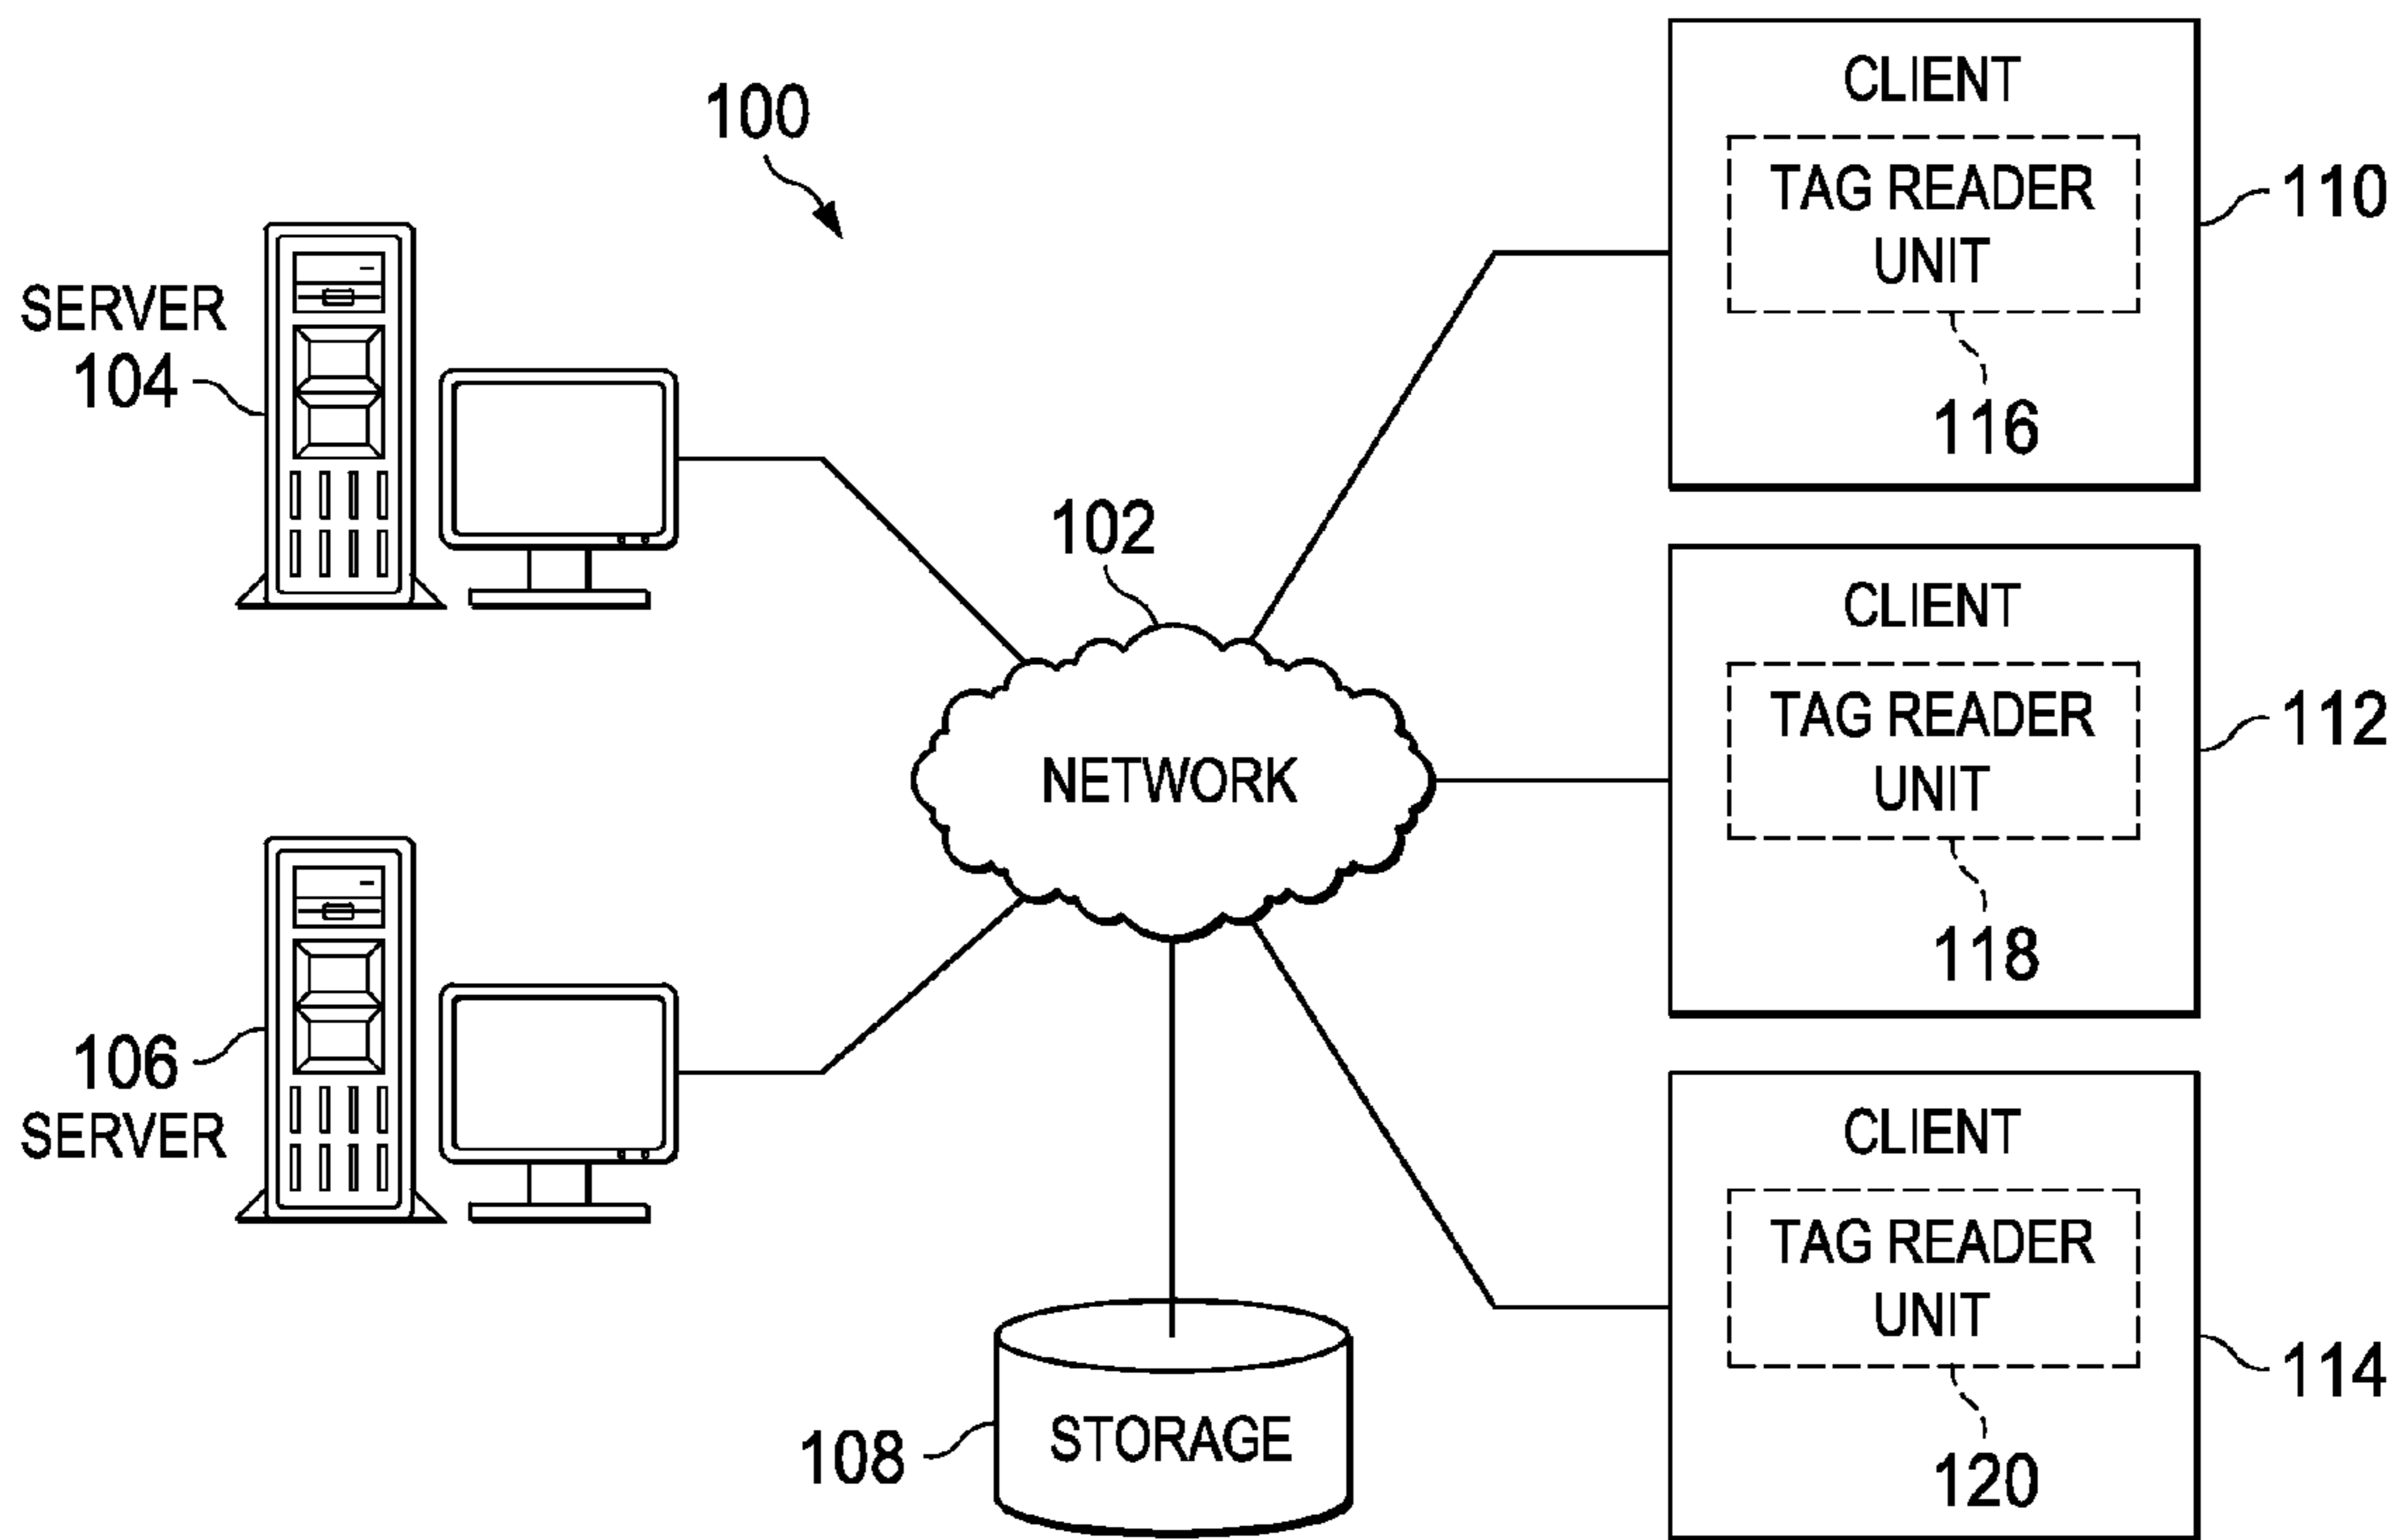 100
SERVER
104
102
NETWORK
106
SERVER
108
STORAGE
CLIENT
TAG READER
UNIT
110
116
CLIENT
TAG READER
UNIT
112
118
CLIENT
TAG READER
UNIT
114
120